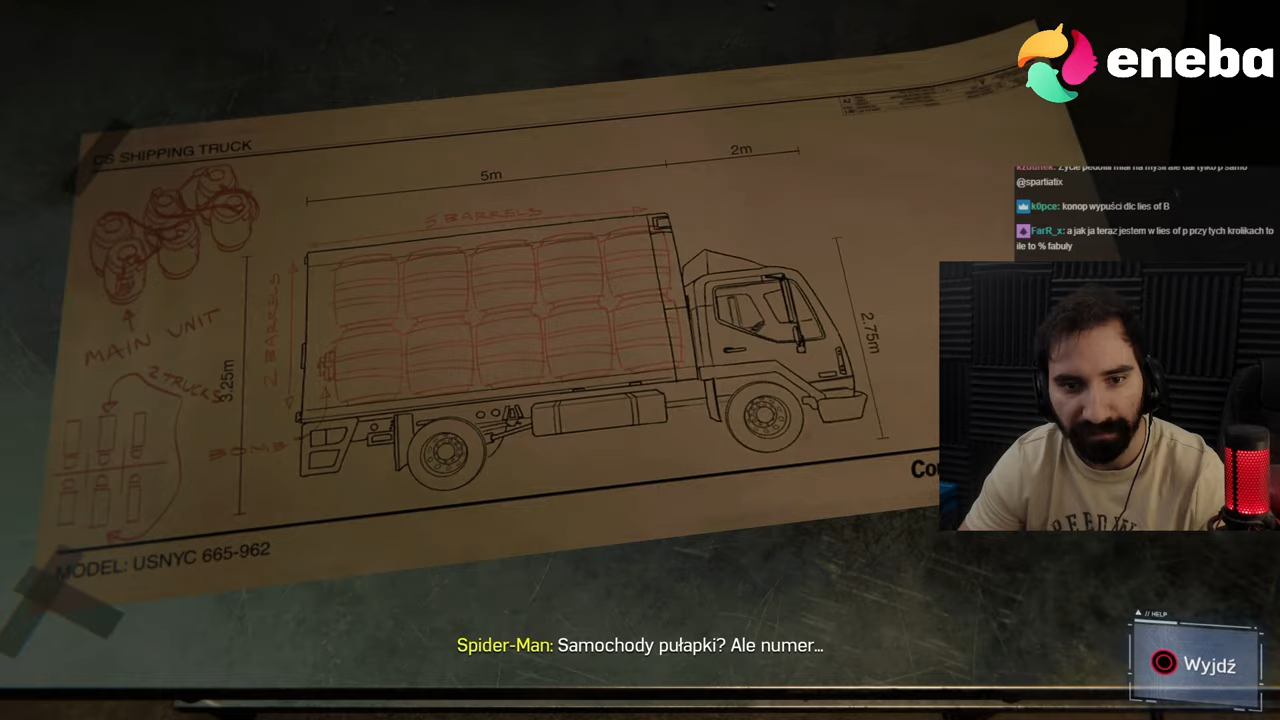 eneba
CS SHIPPING TRUCK
2m
5m
5 BARRELS
@spartiatix
k0pce: konop wypuści dlc lies of B
FarR_x: a jak ja teraz jestem w lies of p przy tych krolikach to
ile to % fabuły
MAIN UNIT
2 BARRELS
2.75m
2 TRUCKS
3.25m
BOMB
MODEL: USNYC 665-962
// HELP
Spider-Man: Samochody pułapki? Ale numer...
Wyjdź